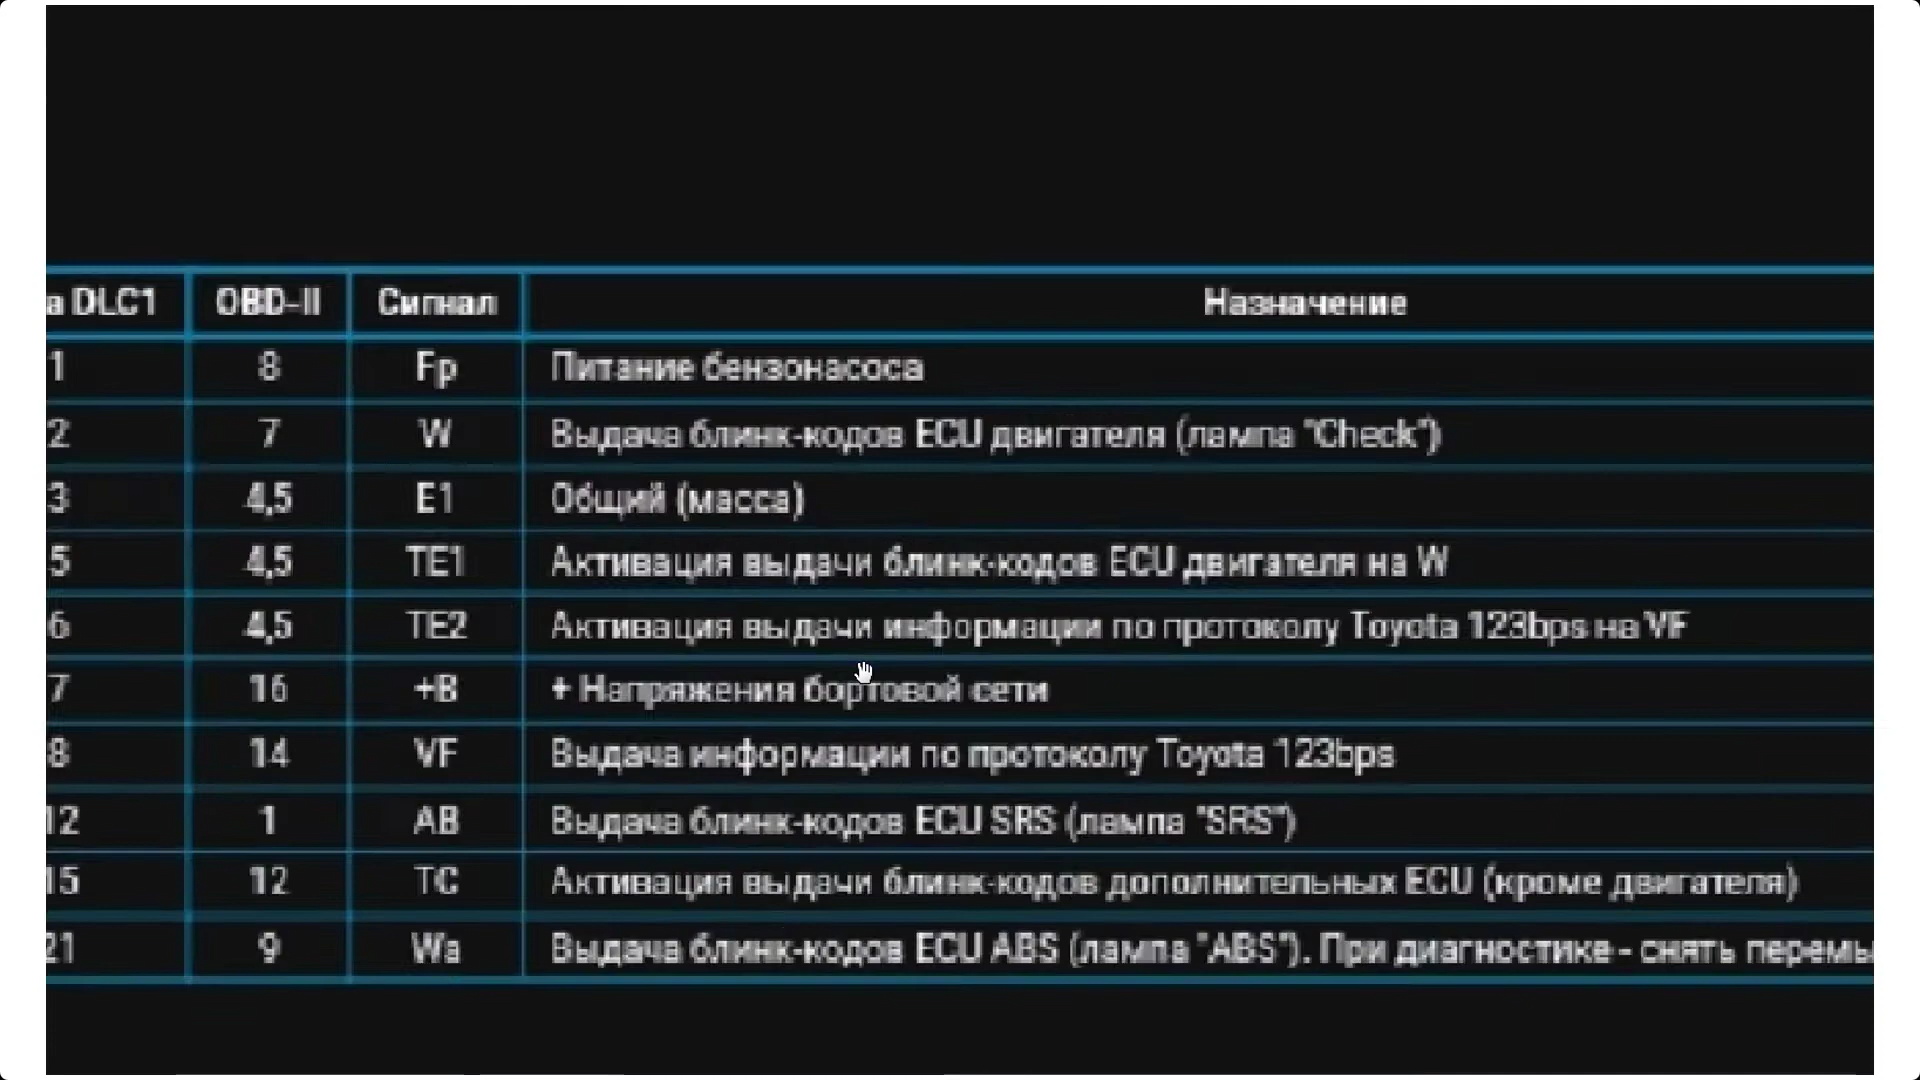 а DLC1 OBD-II Сигнал Назначение
1 8 Fp Питание бензонасоса
2 7 W Выдача блинк-кодов ECU двигателя (лампа "Check")
3 4,5 E1 Общий (масса)
5 4,5 TE1 Активация выдачи блинк-кодов ECU двигателя на W
6 4,5 TE2 Активация выдачи информации по протоколу Toyota 123bps на VF
7 16 +B + Напряжения бортовой сети
8 14 VF Выдача информации по протоколу Toyota 123bps
12 1 AB Выдача блинк-кодов ECU SRS (лампа "SRS")
15 12 TC Активация выдачи блинк-кодов дополнительных ECU (кроме двигателя)
21 9 Wa Выдача блинк-кодов ECU ABS (лампа "ABS"). При диагностике - снять перемы